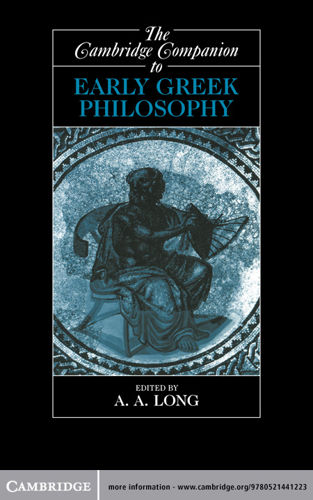 The
Cambridge Companion
to
EARLY GREEK
PHILOSOPHY
EDITED BY
A. A. LONG
CAMBRIDGE
more information - www.cambridge.org/9780521441223